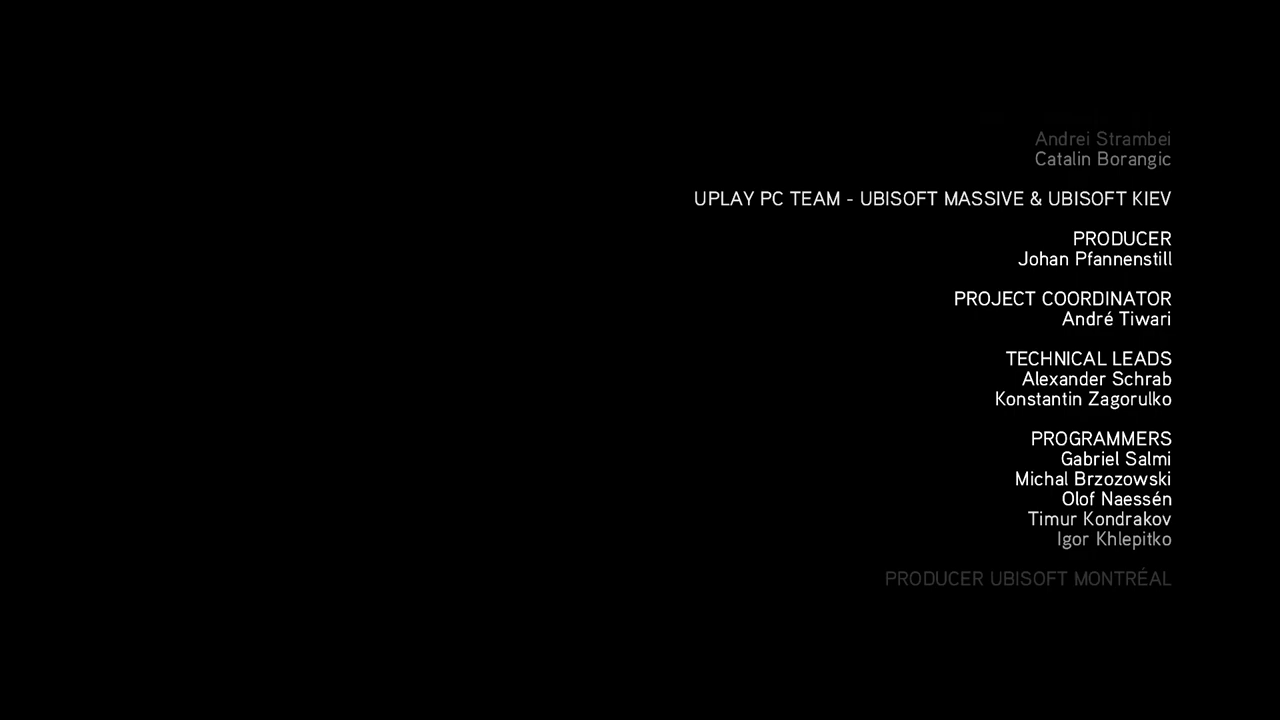 Andrei Strambei
Catalin Borangic
UPLAY PC TEAM - UBISOFT MASSIVE & UBISOFT KIEV
PRODUCER
Johan Pfannenstill
PROJECT COORDINATOR
André Tiwari
TECHNICAL LEADS
Alexander Schrab
Konstantin Zagorulko
PROGRAMMERS
Gabriel Salmi
Michal Brzozowski
Olof Naessén
Timur Kondrakov
Igor Khlepitko
PRODUCER UBISOFT MONTRÉAL